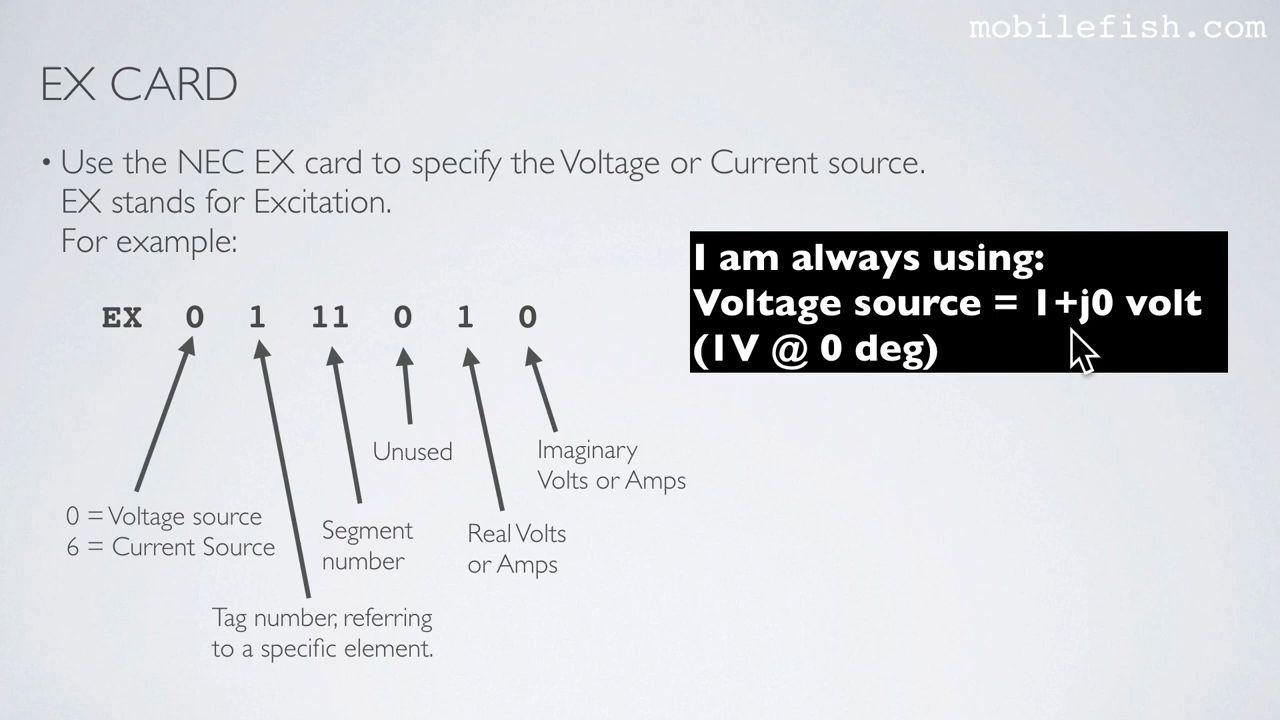 mobilefish.com
EX CARD
• Use the NEC EX card to specify the Voltage or Current source.
EX stands for Excitation.
For example:
I am always using:
Voltage source = 1+j0 volt
(1V @ 0 deg)
EX 0 1 11 0 1 0
Unused
Imaginary
Volts or Amps
0 = Voltage source
6 = Current Source
Segment
number
Real Volts
or Amps
Tag number, referring
to a specific element.